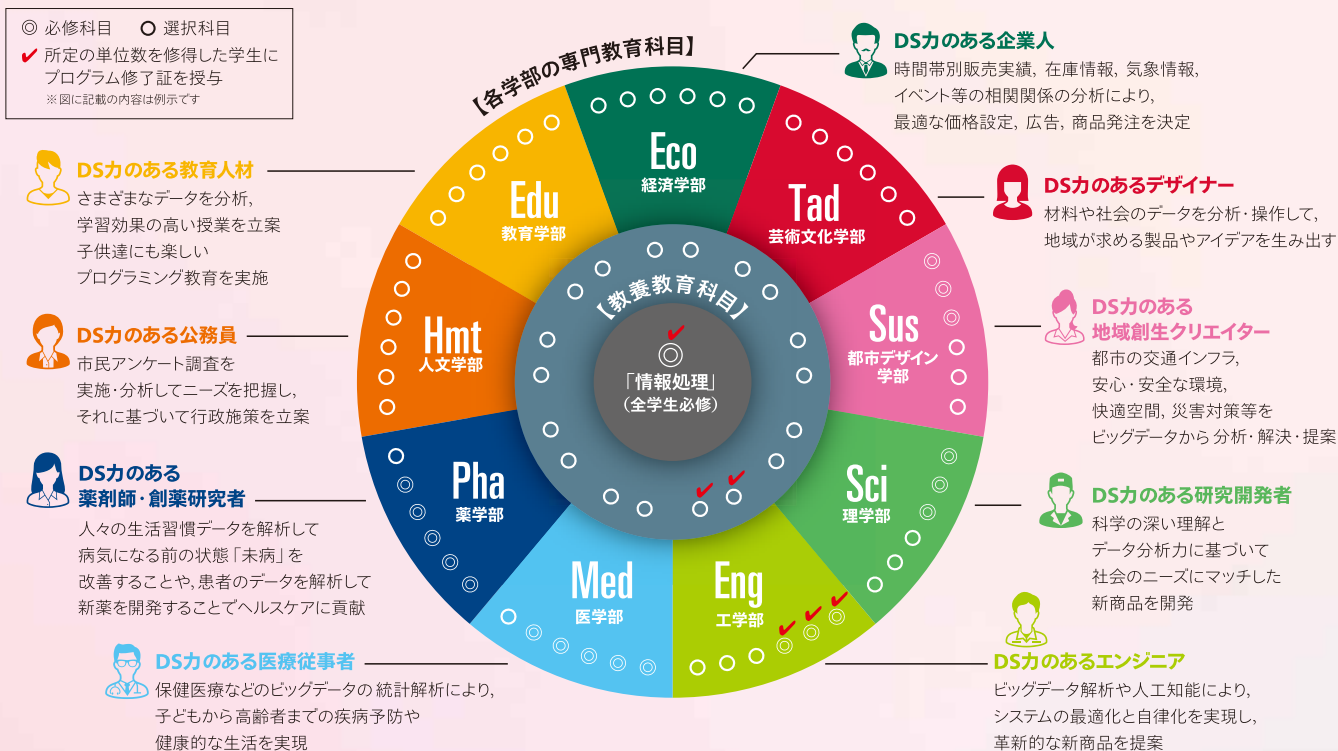 ◎ 必修科目　○ 選択科目
✔ 所定の単位数を修得した学生に
プログラム修了証を授与
※図に記載の内容は例示です
【各学部の専門教育科目】
DS力のある企業人
時間帯別販売実績, 在庫情報, 気象情報,
イベント等の相関関係の分析により,
最適な価格設定, 広告, 商品発注を決定
DS力のあるデザイナー
材料や社会のデータを分析・操作して,
地域が求める製品やアイデアを生み出す
DS力のある
地域創生クリエイター
都市の交通インフラ,
安心・安全な環境,
快適空間, 災害対策等を
ビッグデータから分析・解決・提案
DS力のある研究開発者
科学の深い理解と
データ分析力に基づいて
社会のニーズにマッチした
新商品を開発
DS力のあるエンジニア
ビッグデータ解析や人工知能により,
システムの最適化と自律化を実現し,
革新的な新商品を提案
DS力のある医療従事者
保健医療などのビッグデータの統計解析により,
子どもから高齢者までの疾病予防や
健康的な生活を実現
DS力のある
薬剤師・創薬研究者
人々の生活習慣データを解析して
病気になる前の状態「未病」を
改善することや, 患者のデータを解析して
新薬を開発することでヘルスケアに貢献
DS力のある公務員
市民アンケート調査を
実施・分析してニーズを把握し,
それに基づいて行政施策を立案
DS力のある教育人材
さまざまなデータを分析,
学習効果の高い授業を立案
子供達にも楽しい
プログラミング教育を実施
Eco
経済学部
Tad
芸術文化学部
Sus
都市デザイン
学部
Sci
理学部
Eng
工学部
Med
医学部
Pha
薬学部
Hmt
人文学部
Edu
教育学部
【教養教育科目】
✔
◎
「情報処理」
（全学生必修）